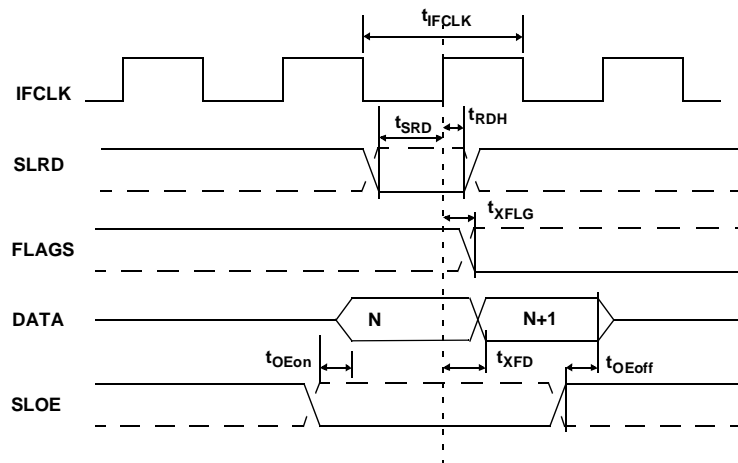 tIFCLK
IFCLK
tSRD
tRDH
SLRD
tXFLG
FLAGS
DATA
N
N+1
tOEon
tXFD
tOEoff
SLOE